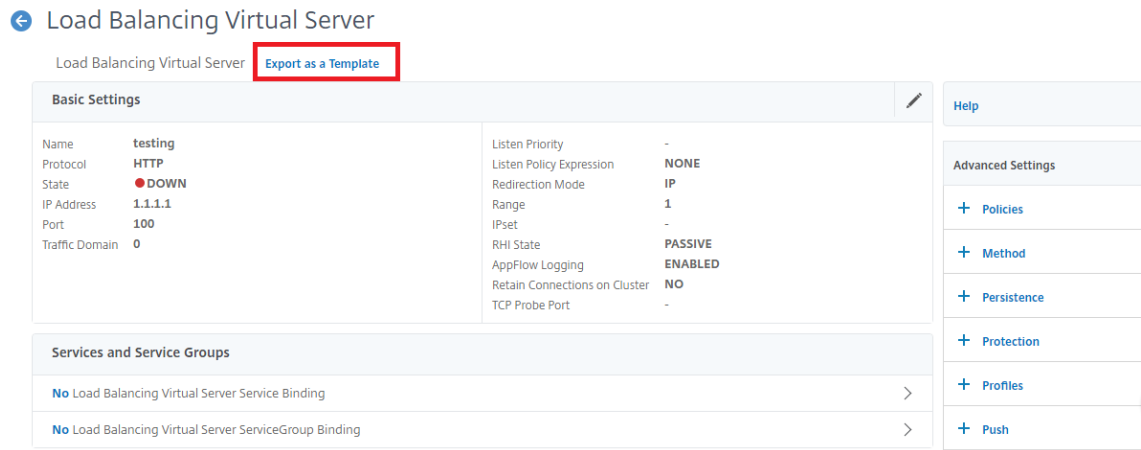 Load Balancing Virtual Server
Load Balancing Virtual Server Export as a Template
Basic Settings
Name testing
Protocol HTTP
State DOWN
IP Address 1.1.1.1
Port 100
Traffic Domain 0
Listen Priority -
Listen Policy Expression NONE
Redirection Mode IP
Range 1
IPset -
RHI State PASSIVE
AppFlow Logging ENABLED
Retain Connections on Cluster NO
TCP Probe Port -
Services and Service Groups
No Load Balancing Virtual Server Service Binding
No Load Balancing Virtual Server ServiceGroup Binding
Help
Advanced Settings
+ Policies
+ Method
+ Persistence
+ Protection
+ Profiles
+ Push